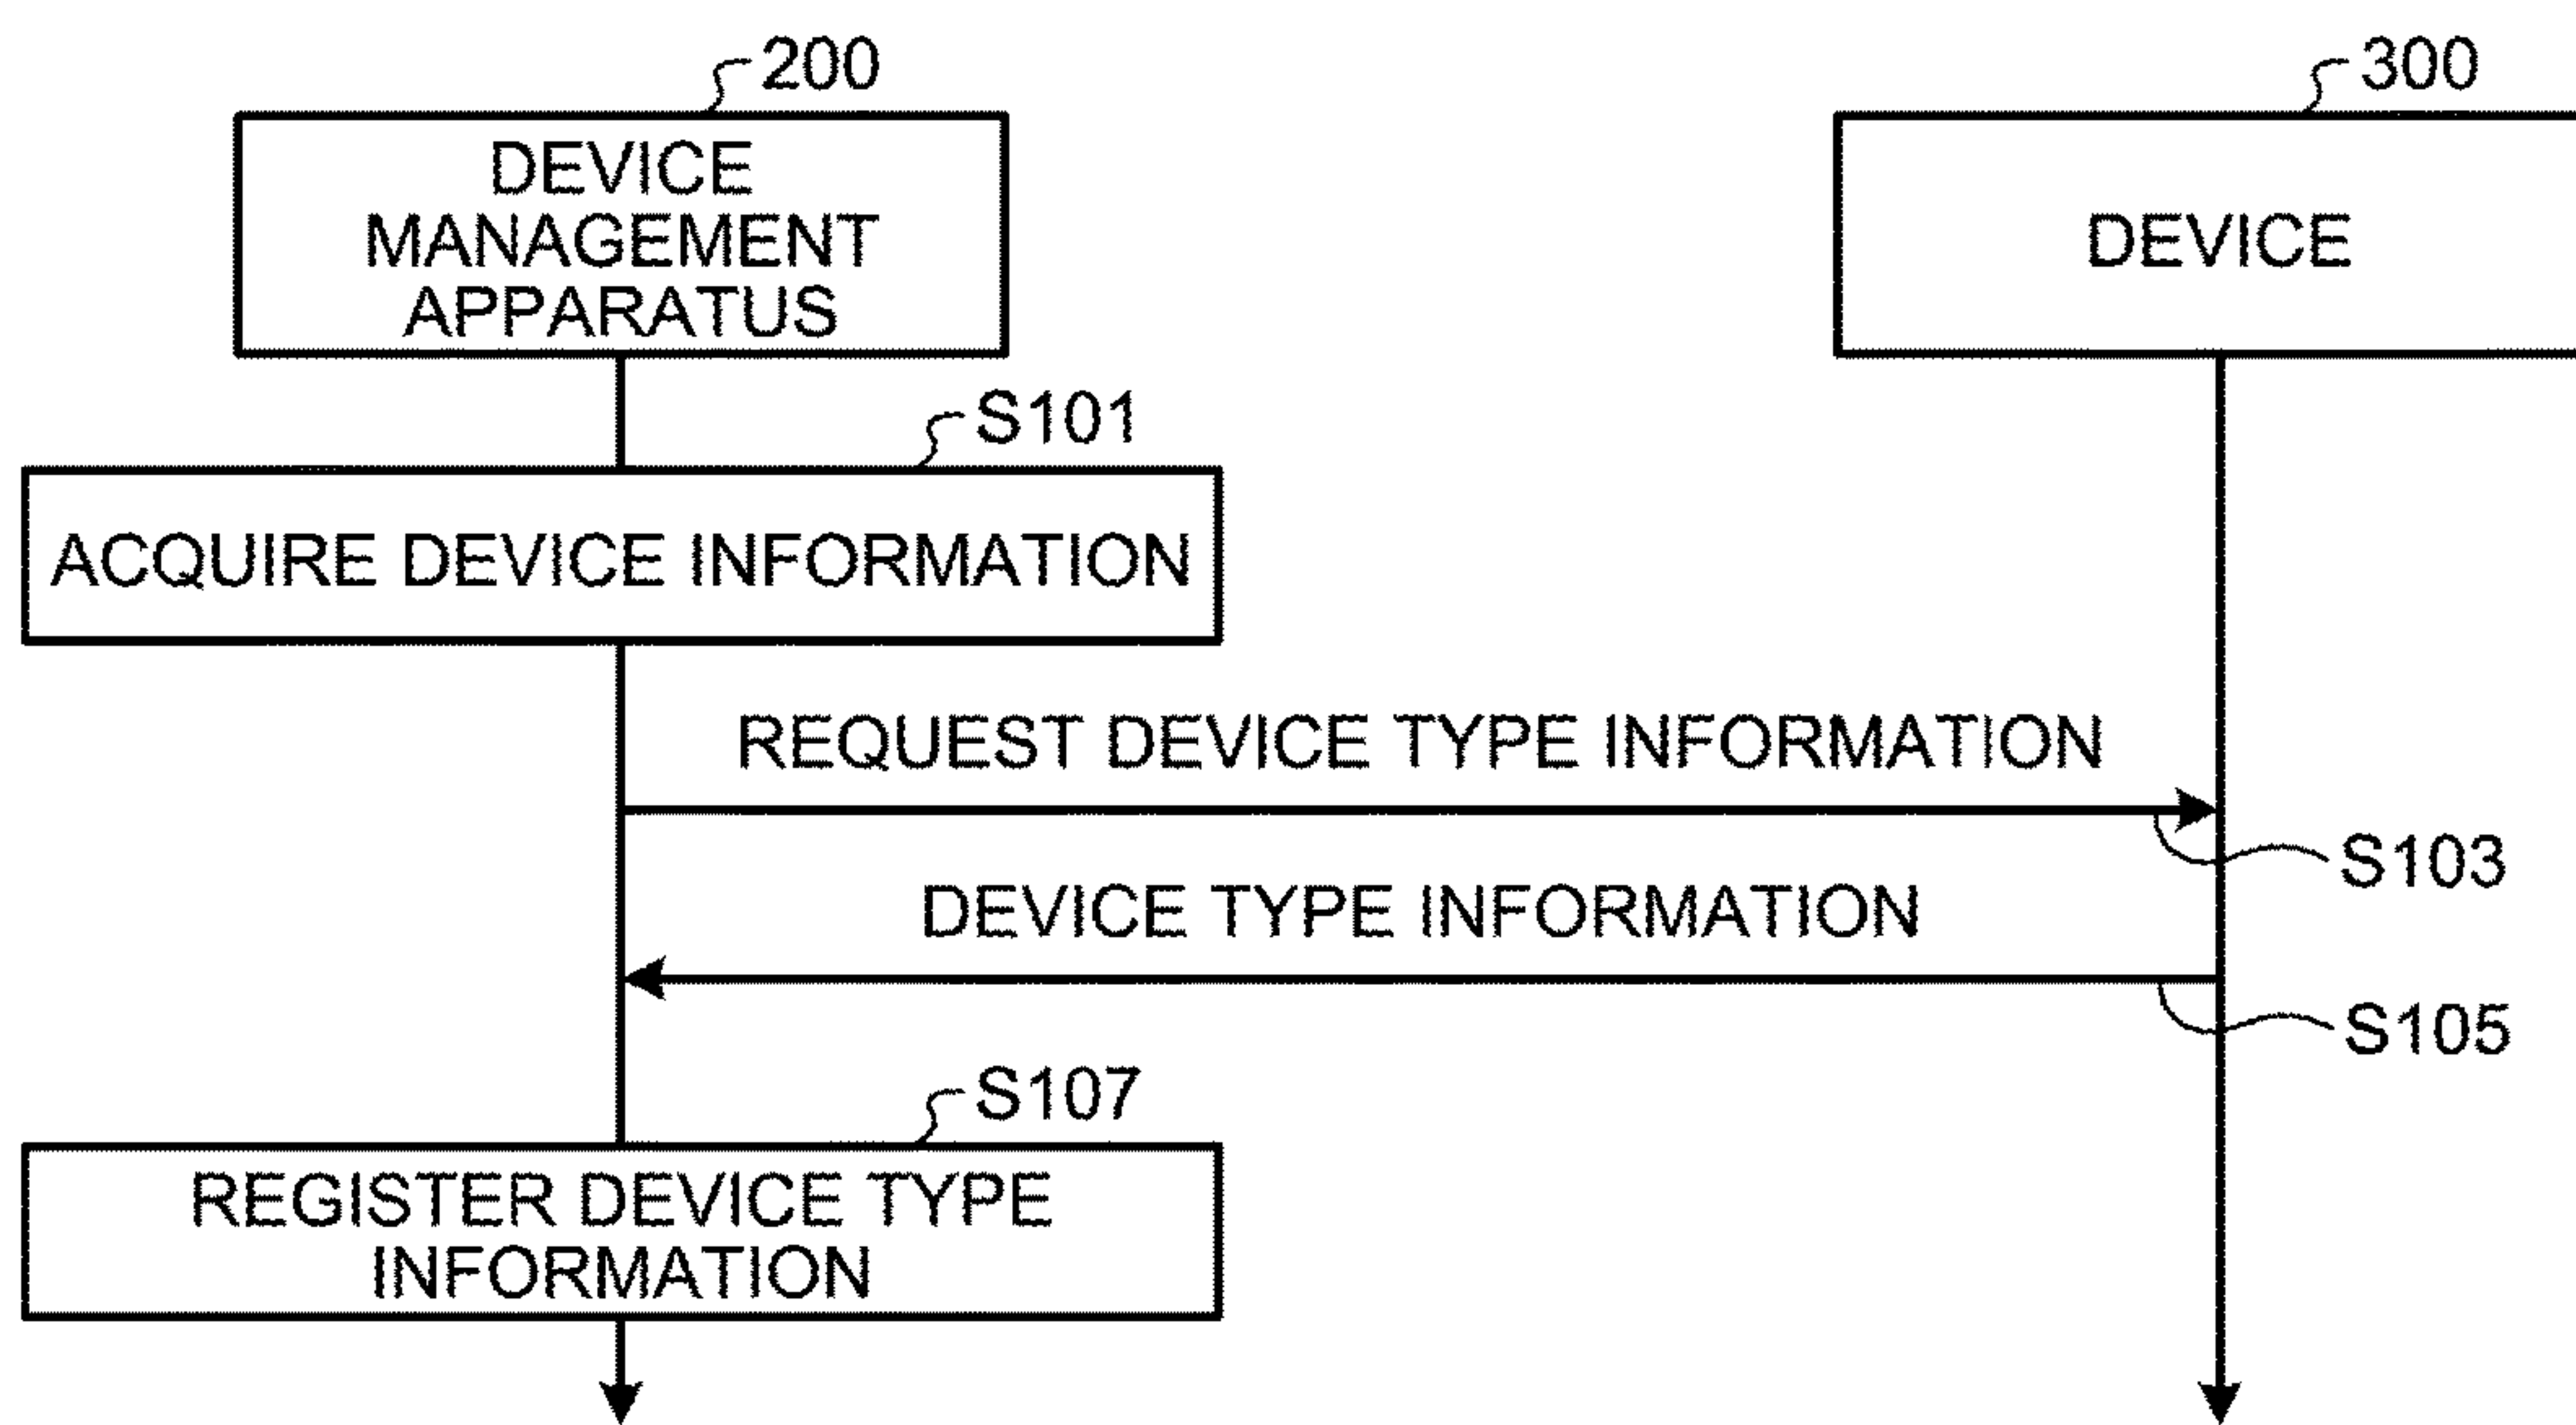 200
DEVICE
MANAGEMENT
APPARATUS
300
DEVICE
S101
ACQUIRE DEVICE INFORMATION
REQUEST DEVICE TYPE INFORMATION
S103
DEVICE TYPE INFORMATION
S105
S107
REGISTER DEVICE TYPE
INFORMATION